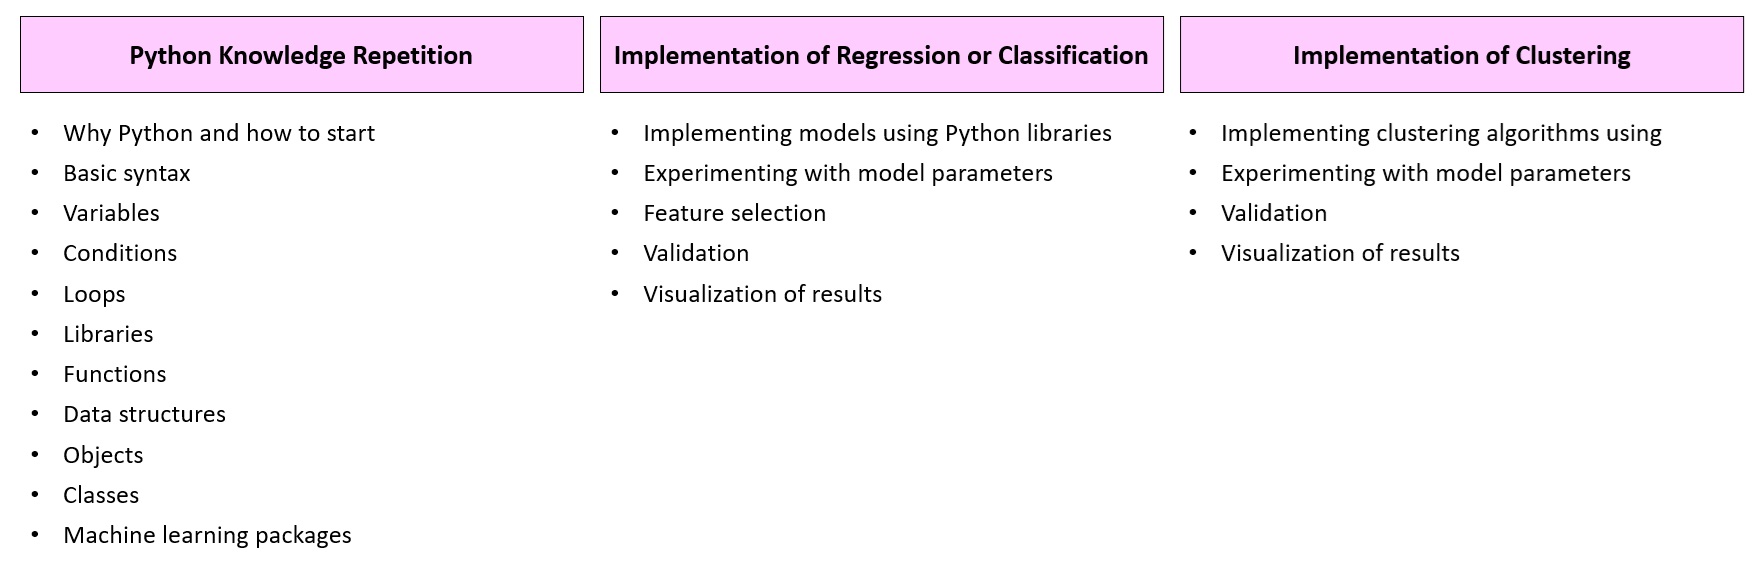 Python Knowledge Repetition
• Why Python and how to start
• Basic syntax
• Variables
• Conditions
• Loops
• Libraries
• Functions
• Data structures
• Objects
• Classes
• Machine learning packages
Implementation of Regression or Classification
• Implementing models using Python libraries
• Experimenting with model parameters
• Feature selection
• Validation
• Visualization of results
Implementation of Clustering
• Implementing clustering algorithms using
• Experimenting with model parameters
• Validation
• Visualization of results